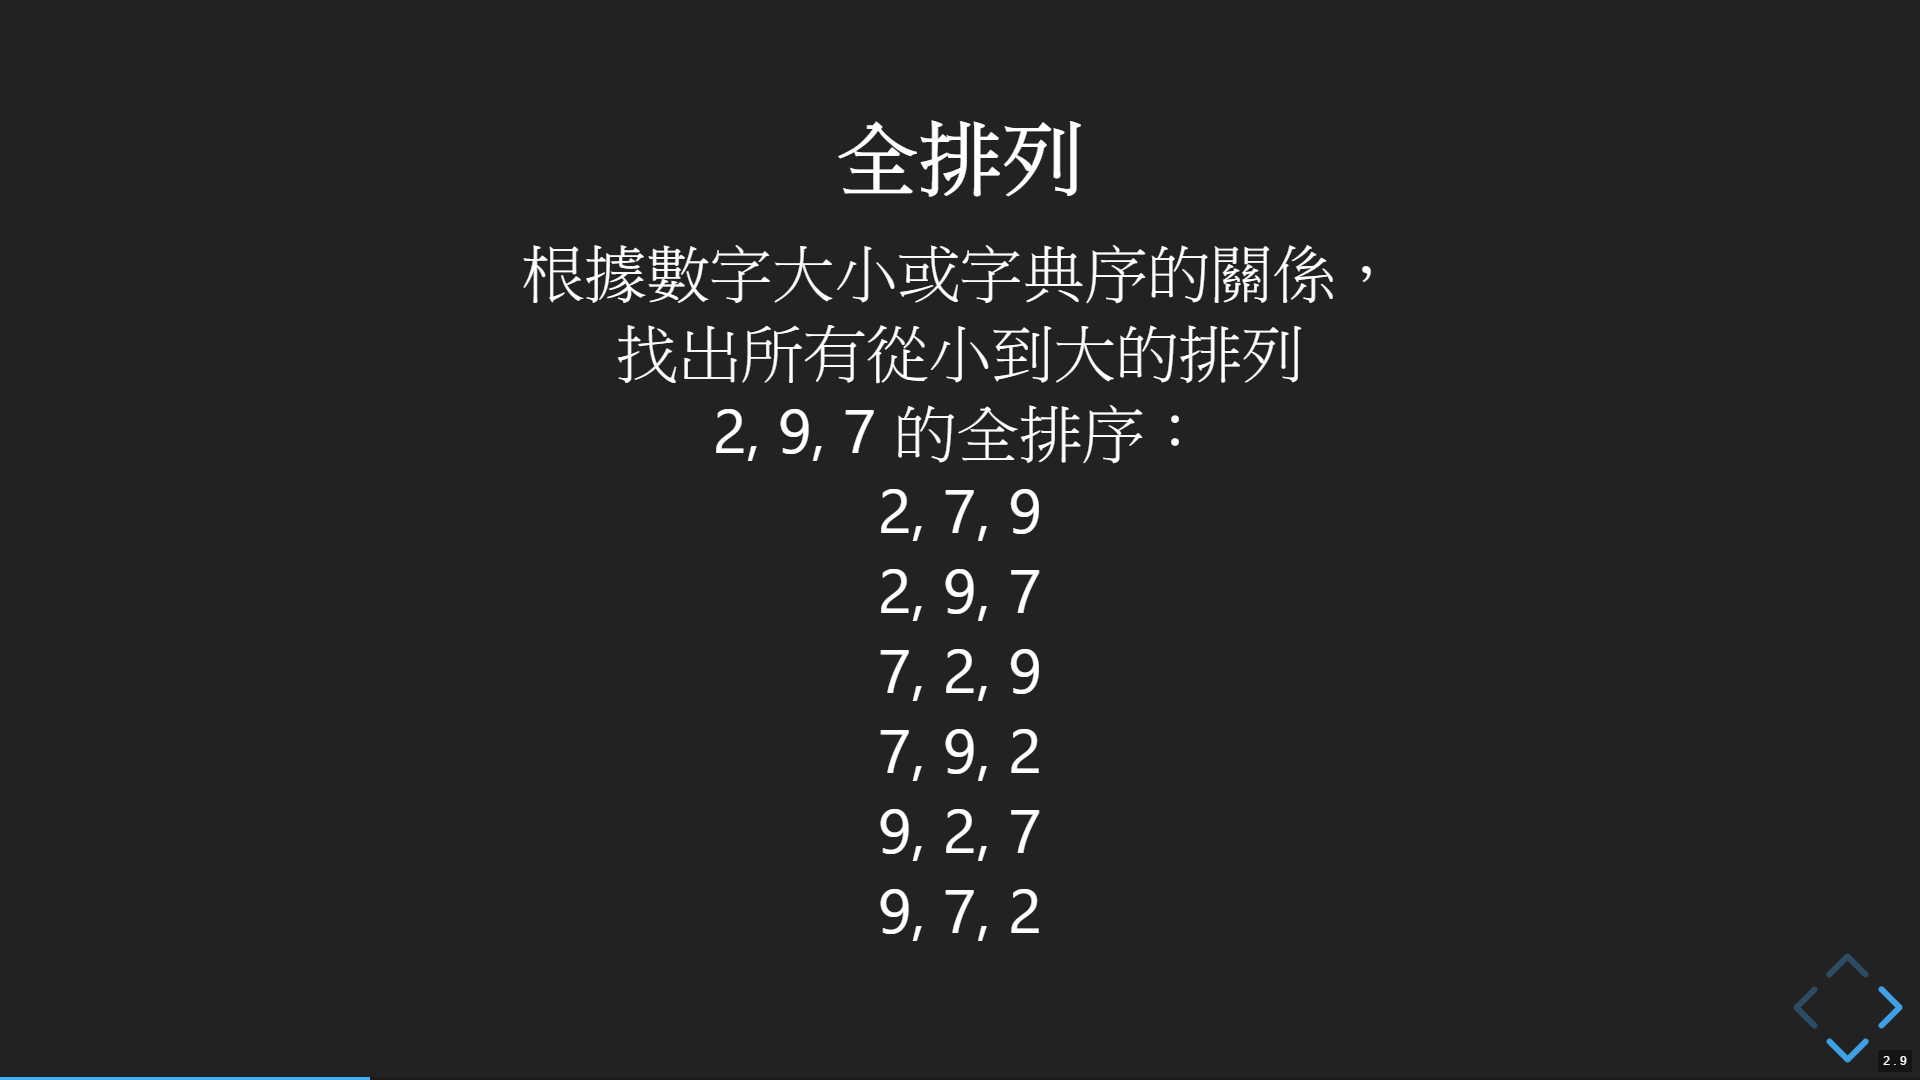 全排列
根據數字大小或字典序的關係，
找出所有從小到大的排列
2, 9, 7 的全排序：
2, 7, 9
2, 9, 7
7, 2, 9
7, 9, 2
9, 2, 7
9, 7, 2
2.9